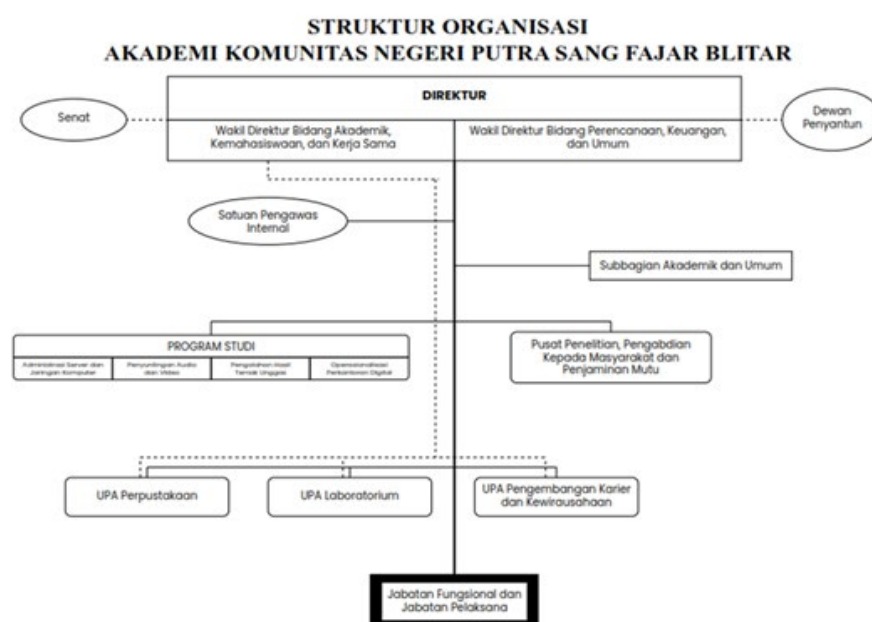 STRUKTUR ORGANISASI
AKADEMI KOMUNITAS NEGERI PUTRA SANG FAJAR BLITAR
DIREKTUR
Senat
Dewan
Penyantun
Wakil Direktur Bidang Akademik,
Kemahasiswaan, dan Kerja Sama
Wakil Direktur Bidang Perencanaan, Keuangan,
dan Umum
Satuan Pengawas
Internal
Subbagian Akademik dan Umum
PROGRAM STUDI
Administrasi Server dan
Jaringan Komputer
Penyuntingan Audio
dan Video
Pengolahan Hasil
Ternak Unggas
Operasionalisasi
Perkantoran Digital
Pusat Penelitian, Pengabdian
Kepada Masyarakat dan
Penjaminan Mutu
UPA Perpustakaan
UPA Laboratorium
UPA Pengembangan Karier
dan Kewirausahaan
Jabatan Fungsional dan
Jabatan Pelaksana